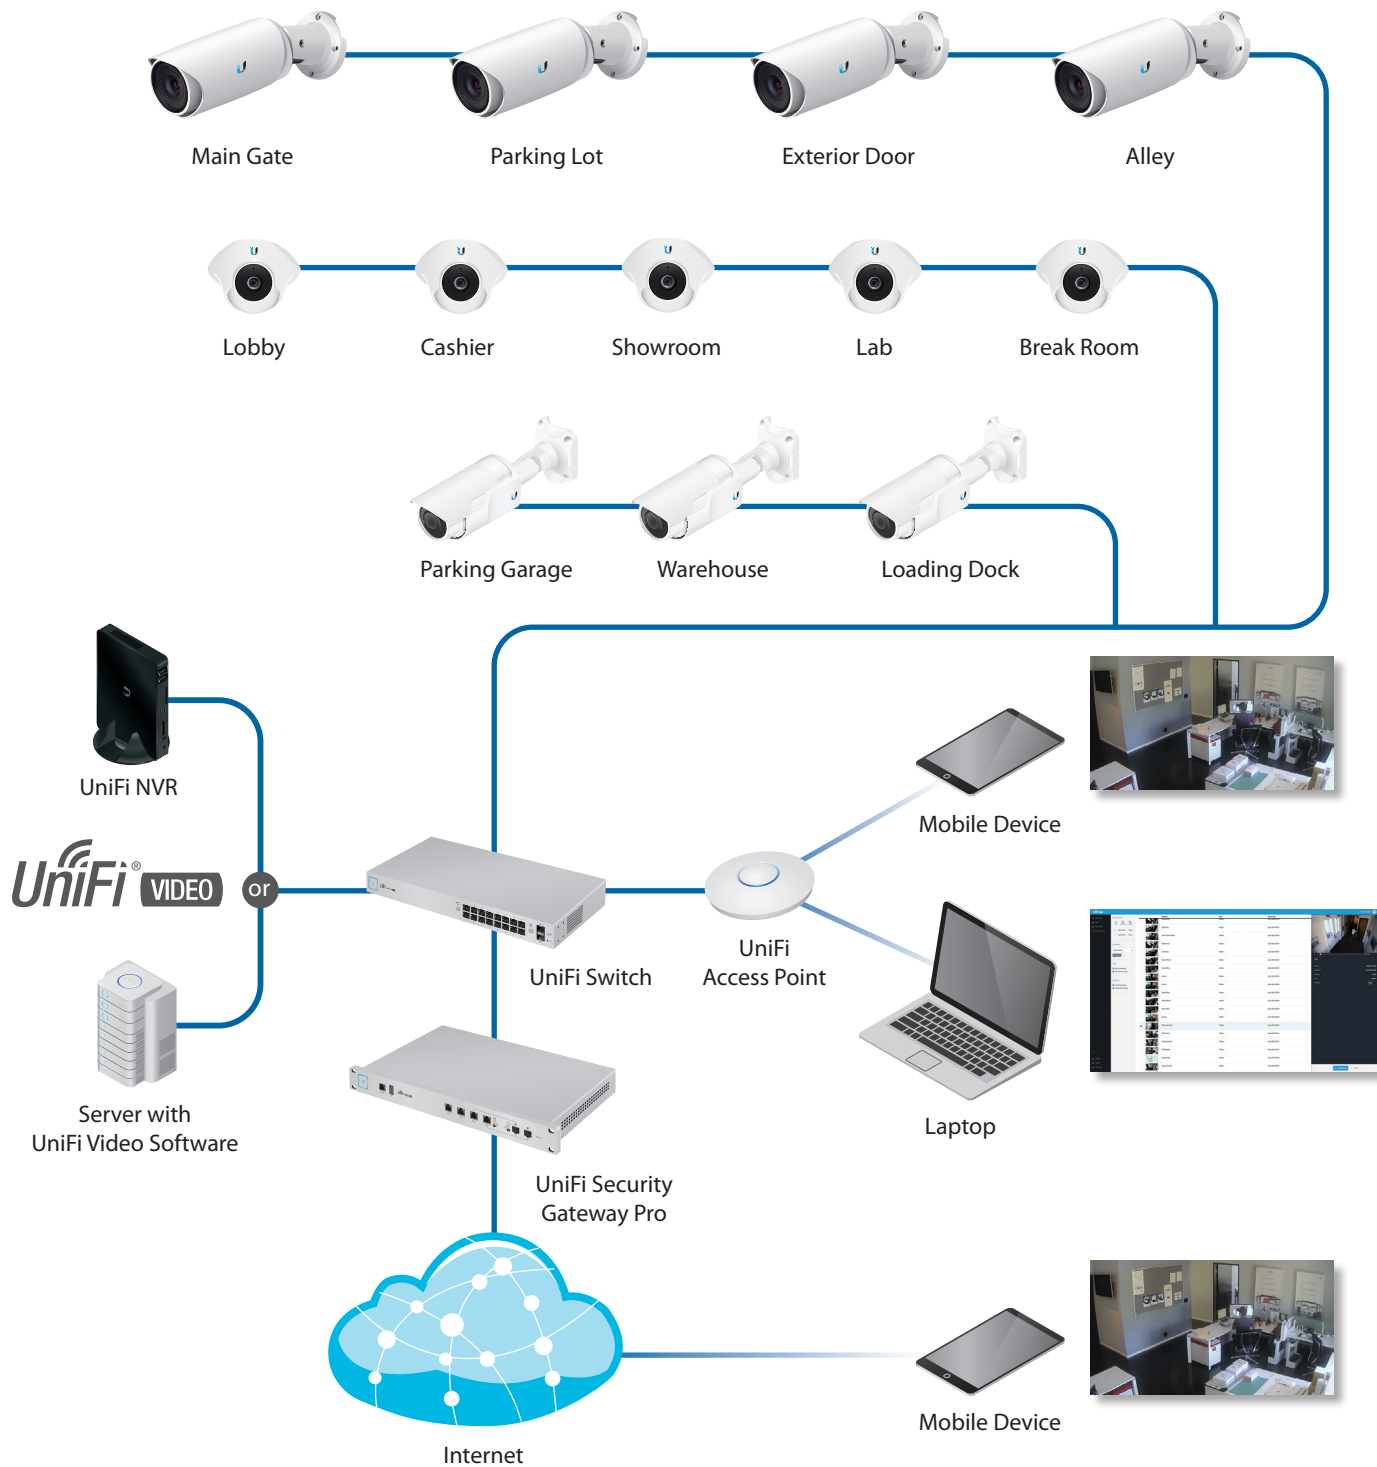 Main Gate
Parking Lot
Exterior Door
Alley
Lobby
Cashier
Showroom
Lab
Break Room
Parking Garage
Warehouse
Loading Dock
UniFi NVR
Mobile Device
UniFi® VIDEO
or
UniFi Switch
UniFi
Access Point
Server with
UniFi Video Software
Laptop
UniFi Security
Gateway Pro
Internet
Mobile Device